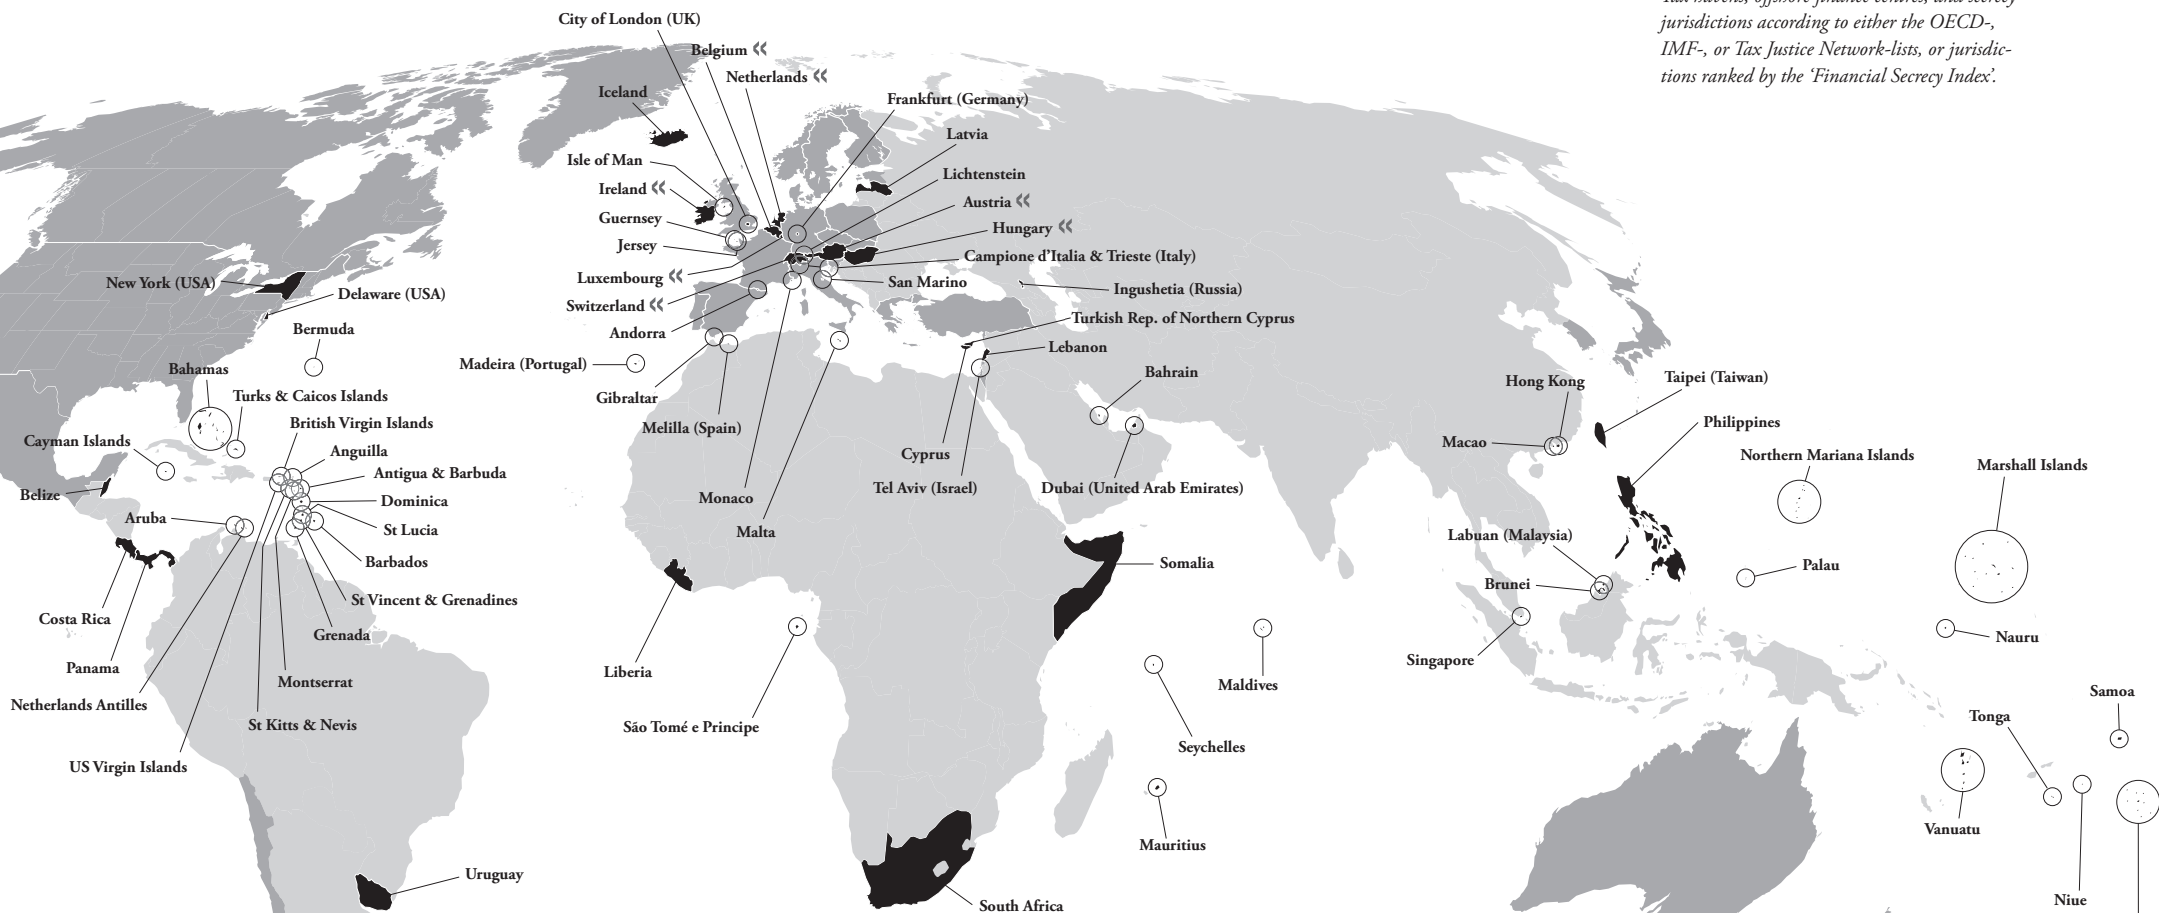 Tax havens, offshore finance centres, and secrecy
jurisdictions according to either the OECD-,
IMF-, or Tax Justice Network-lists, or jurisdic-
tions ranked by the ‘Financial Secrecy Index’.
City of London (UK)
Belgium «
Netherlands «
Iceland
Frankfurt (Germany)
Latvia
Isle of Man
Lichtenstein
Ireland «
Austria «
Guernsey
Hungary «
Jersey
Campione d’Italia & Trieste (Italy)
Luxembourg «
San Marino
New York (USA)
Ingushetia (Russia)
Delaware (USA)
Switzerland «
Turkish Rep. of Northern Cyprus
Bermuda
Andorra
Lebanon
Madeira (Portugal)
Bahamas
Bahrain
Taipei (Taiwan)
Hong Kong
Turks & Caicos Islands
Gibraltar
British Virgin Islands
Melilla (Spain)
Philippines
Cayman Islands
Macao
Anguilla
Cyprus
Northern Mariana Islands
Marshall Islands
Antigua & Barbuda
Belize
Tel Aviv (Israel)
Dubai (United Arab Emirates)
Monaco
Dominica
Aruba
St Lucia
Malta
Labuan (Malaysia)
Barbados
Somalia
Palau
Brunei
St Vincent & Grenadines
Costa Rica
Grenada
Nauru
Panama
Liberia
Singapore
Montserrat
Maldives
Netherlands Antilles
Samoa
St Kitts & Nevis
São Tomé e Principe
Tonga
Seychelles
US Virgin Islands
Vanuatu
Mauritius
Uruguay
Niue
South Africa